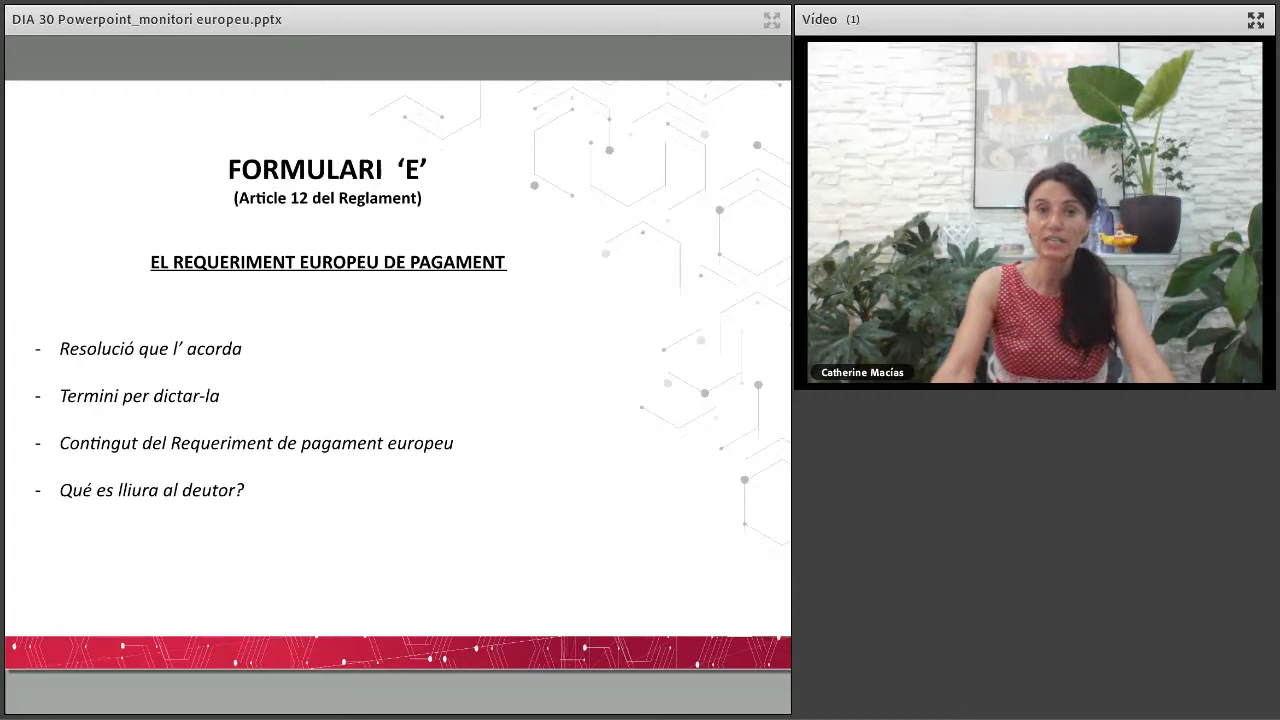 DIA 30 Powerpoint_monitori europeu.pptx
Vídeo (1)
FORMULARI ‘E’
(Article 12 del Reglament)
EL REQUERIMENT EUROPEU DE PAGAMENT
- Resolució que l’ acorda
- Termini per dictar-la
- Contingut del Requeriment de pagament europeu
- Qué es lliura al deutor?
Catherine Macías